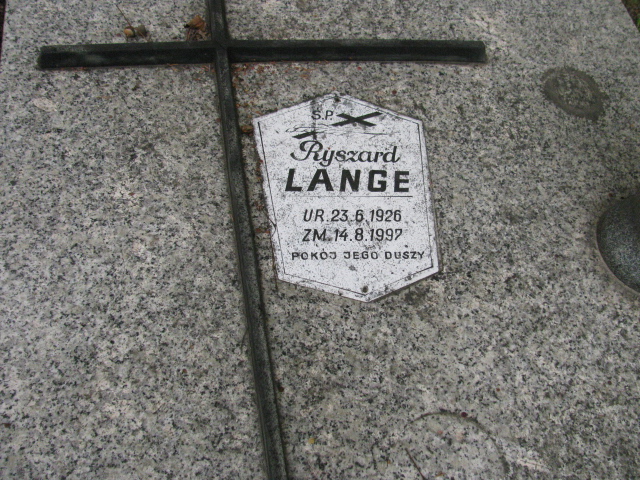 Ś.P.
Ryszard
LANGE
UR. 23.6.1926
ZM. 14.8.1997
POKÓJ JEGO DUSZY